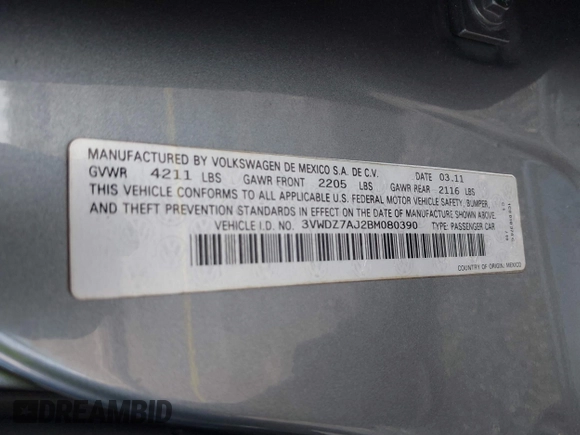 MANUFACTURED BY VOLKSWAGEN DE MEXICO S.A. DE C.V. DATE 03.11
GVWR 4211 LBS GAWR FRONT 2205 LBS GAWR REAR 2116 LBS
THIS VEHICLE CONFORMS TO ALL APPLICABLE U.S. FEDERAL MOTOR VEHICLE SAFETY, BUMPER,
AND THEFT PREVENTION STANDARDS IN EFFECT ON THE DATE OF MANUFACTURE SHOWN ABOVE.
VEHICLE I.D. NO. 3VWDZ7AJ2BM080390 TYPE: PASSENGER CAR
COUNTRY OF ORIGIN, MEXICO
DREAMBID